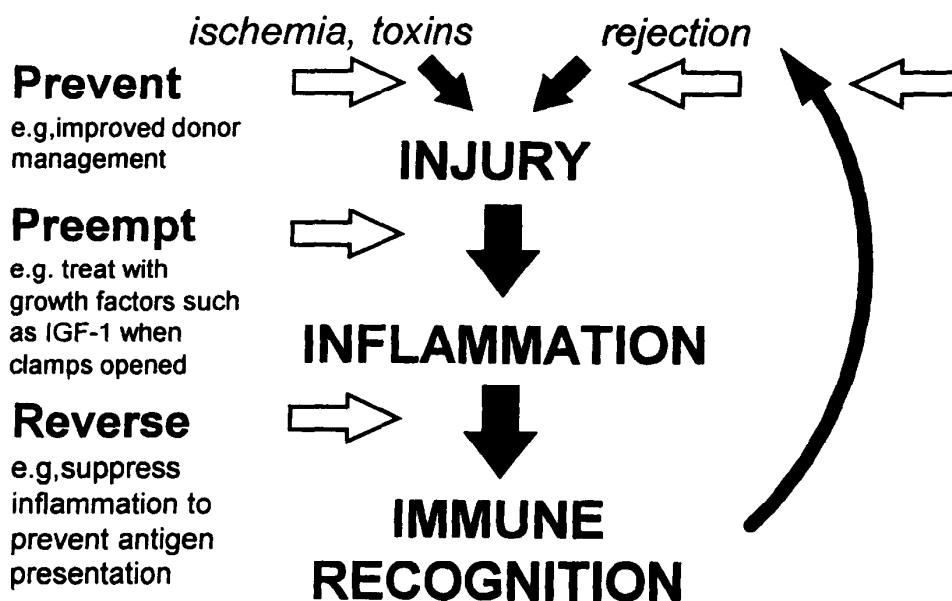 ischemia, toxins
rejection
Prevent
e.g,improved donor
management
INJURY
Preempt
e.g. treat with
growth factors such
as IGF-1 when
clamps opened
INFLAMMATION
Reverse
e.g,suppress
inflammation to
prevent antigen
presentation
IMMUNE
RECOGNITION